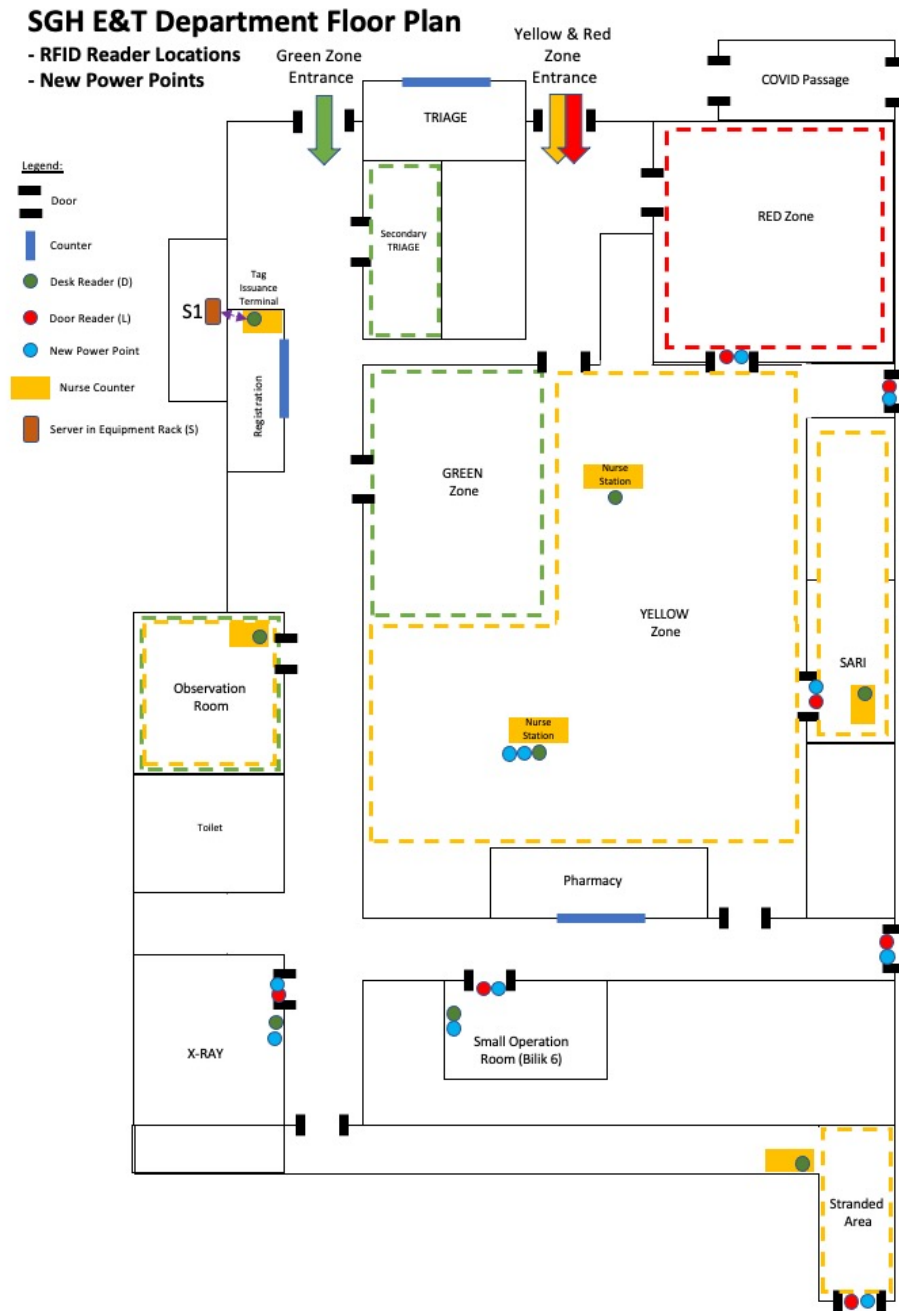 SGH E&T Department Floor Plan
- RFID Reader Locations
- New Power Points
Green Zone
Entrance
Yellow & Red
Zone
Entrance
COVID Passage
TRIAGE
Legend:
Door
Counter
Desk Reader (D)
Door Reader (L)
New Power Point
Nurse Counter
Server in Equipment Rack (S)
Secondary
TRIAGE
RED Zone
Tag
Issuance
Terminal
S1
Registration
GREEN
Zone
Nurse
Station
YELLOW
Zone
SARI
Observation
Room
Nurse
Station
Toilet
Pharmacy
X-RAY
Small Operation
Room (Bilik 6)
Stranded
Area